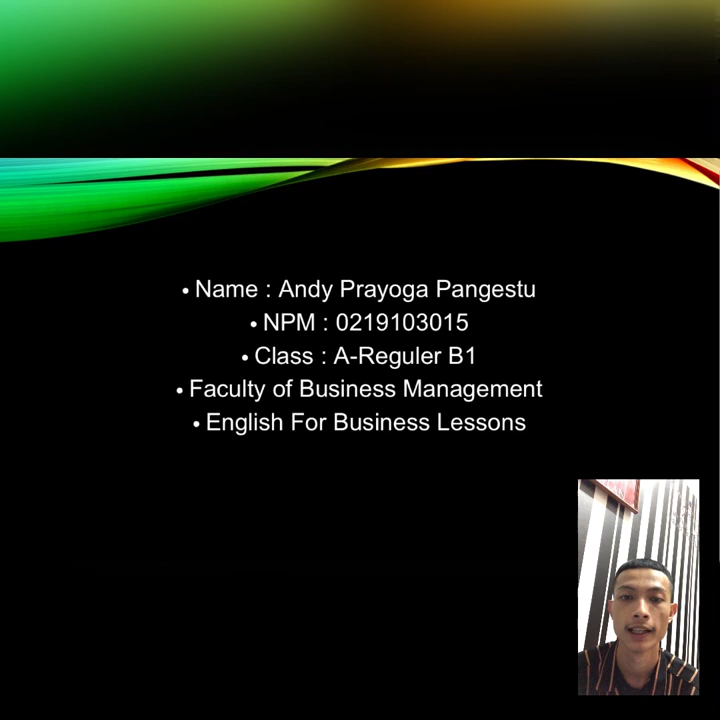 • Name : Andy Prayoga Pangestu
• NPM : 0219103015
• Class : A-Reguler B1
• Faculty of Business Management
• English For Business Lessons